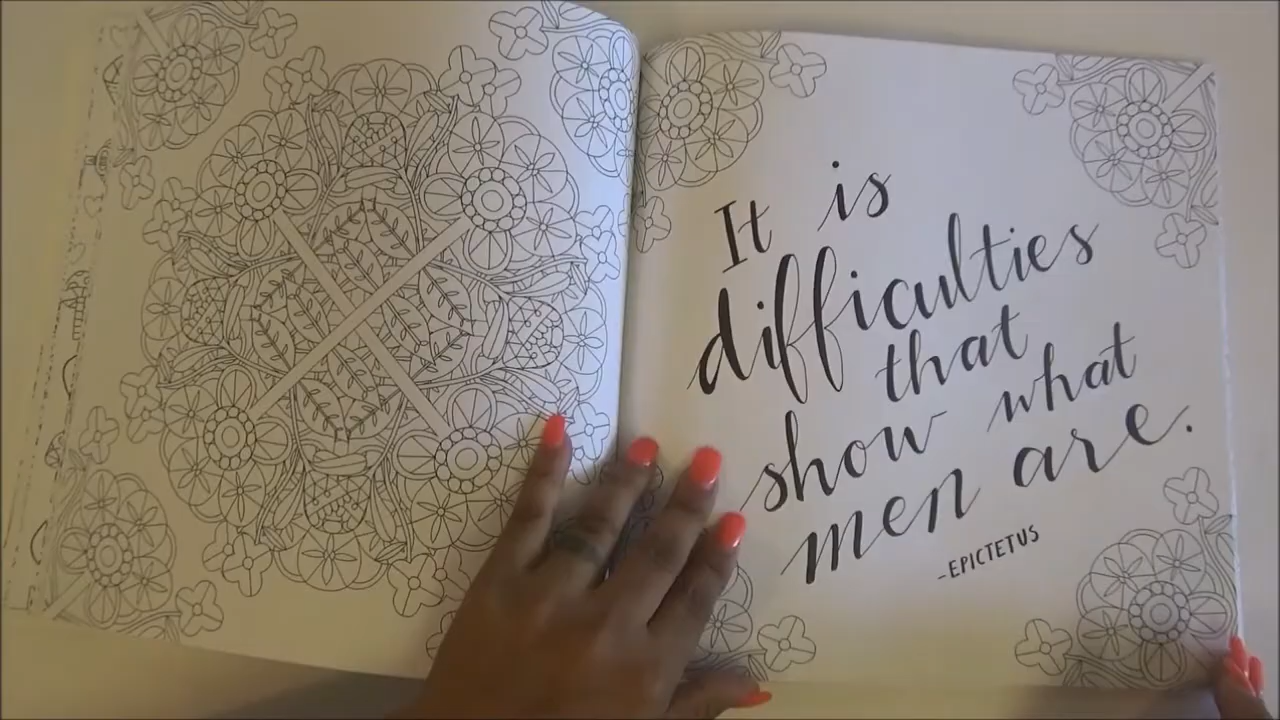 It is
difficulties
that
show what
men are.
-EPICTETUS